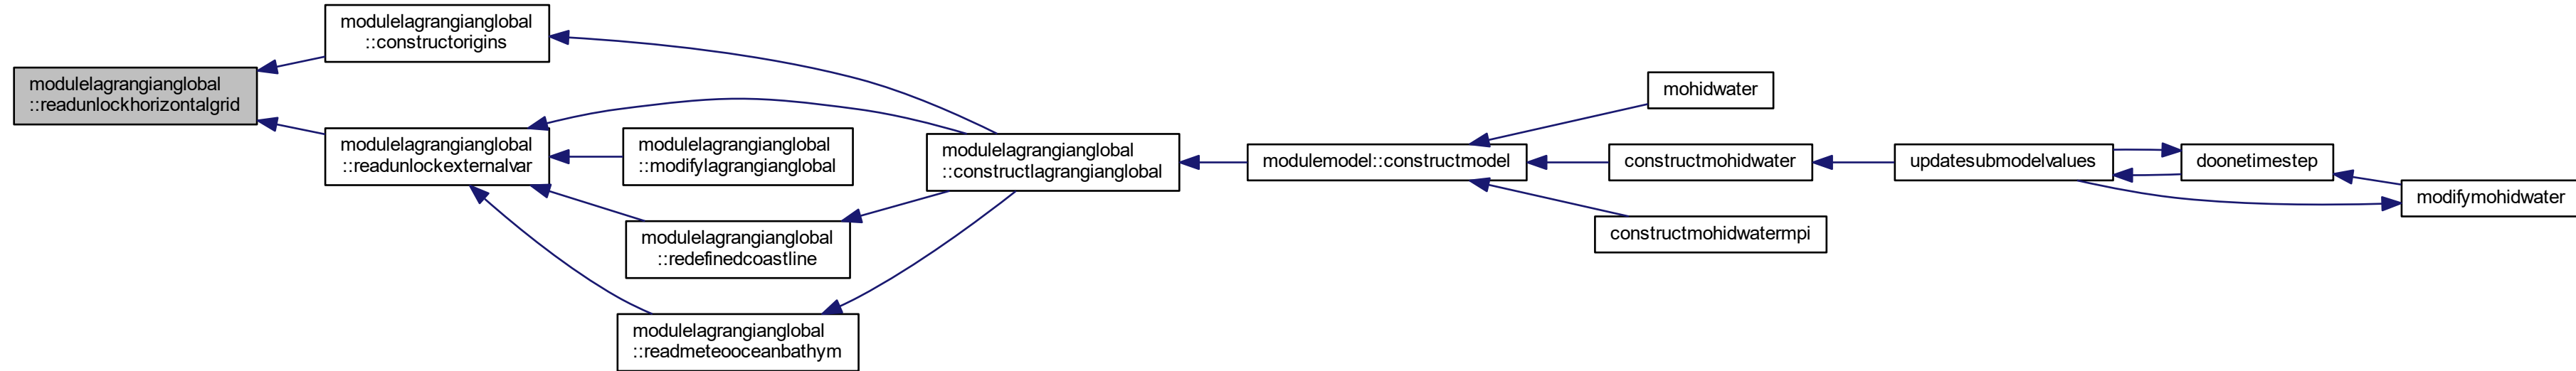 modulelagrangianglobal
::readunlockhorizontalgrid
modulelagrangianglobal
::constructorigins
modulelagrangianglobal
::readunlockexternalvar
modulelagrangianglobal
::modifylagrangianglobal
modulelagrangianglobal
::redefinedcoastline
modulelagrangianglobal
::readmeteooceanbathym
modulelagrangianglobal
::constructlagrangianglobal
modulemodel::constructmodel
mohidwater
constructmohidwater
constructmohidwatermpi
updatesubmodelvalues
doonetimestep
modifymohidwater